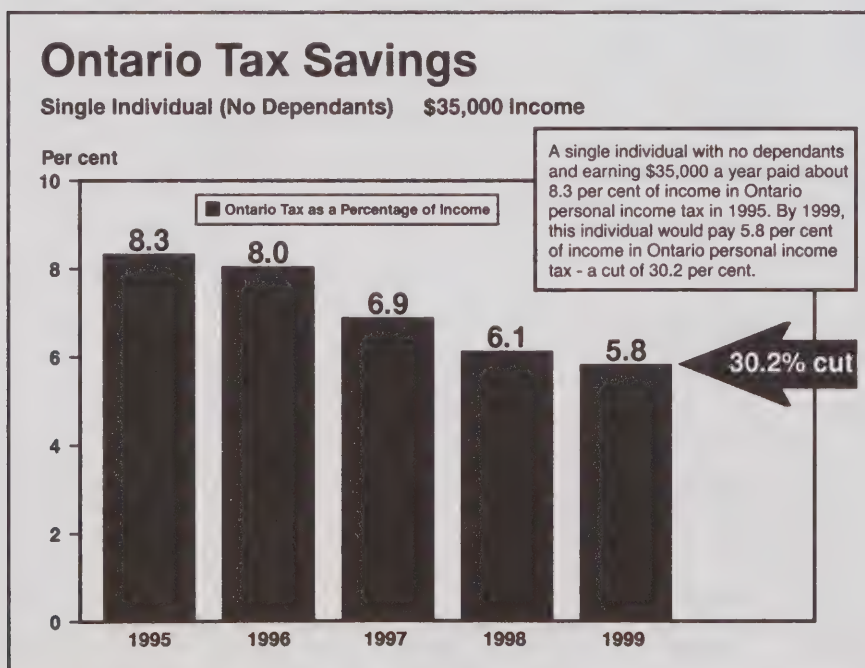 Ontario Tax Savings
Single Individual (No Dependants) $35,000 Income
A single individual with no dependants
and earning $35,000 a year paid about
8.3 per cent of income in Ontario
personal income tax in 1995. By 1999,
this individual would pay 5.8 per cent
of income in Ontario personal income
tax - a cut of 30.2 per cent.
Per cent
10
8
6
4
2
0
Ontario Tax as a Percentage of Income
8.3
8.0
6.9
6.1
5.8
30.2% cut
1995
1996
1997
1998
1999